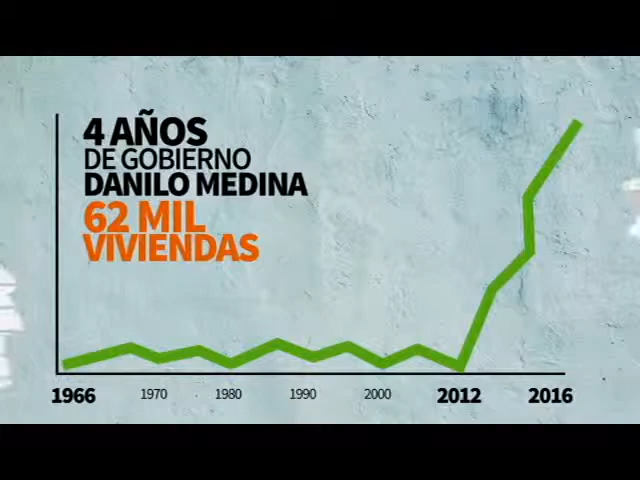 4 AÑOS
DE GOBIERNO
DANILO MEDINA
62 MIL
VIVIENDAS
1966 1970 1980 1990 2000 2012 2016